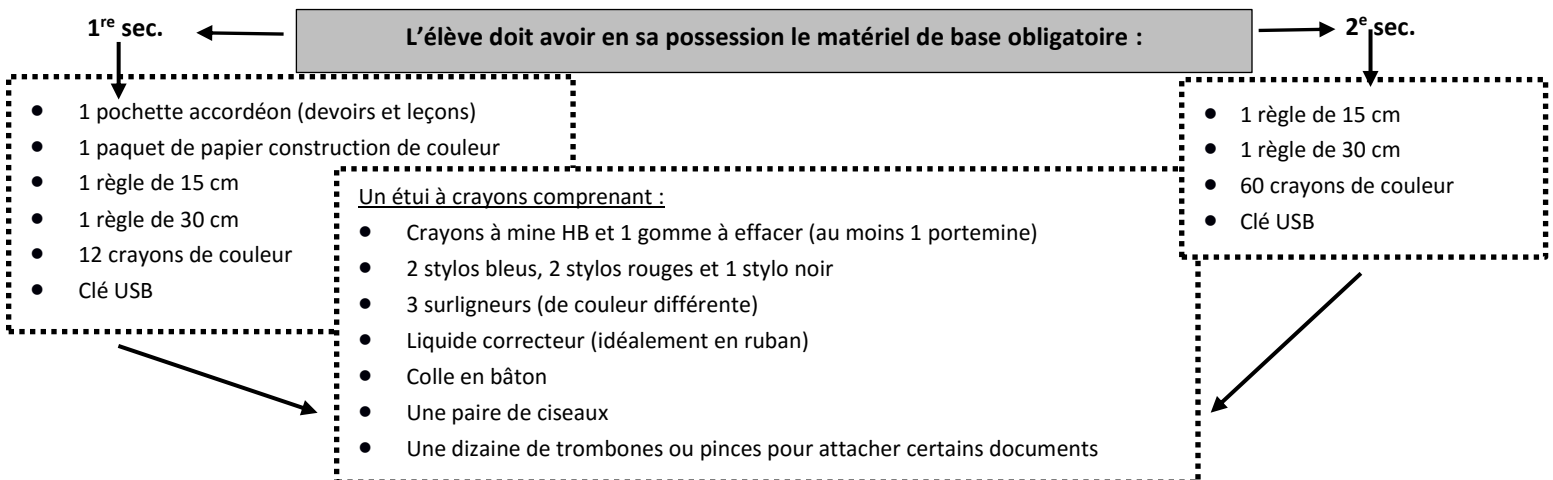 1re sec.
L’élève doit avoir en sa possession le matériel de base obligatoire :
2e sec.
• 1 pochette accordéon (devoirs et leçons)
• 1 paquet de papier construction de couleur
• 1 règle de 15 cm
• 1 règle de 30 cm
• 12 crayons de couleur
• Clé USB
• 1 règle de 15 cm
• 1 règle de 30 cm
• 60 crayons de couleur
• Clé USB
Un étui à crayons comprenant :
• Crayons à mine HB et 1 gomme à effacer (au moins 1 portemine)
• 2 stylos bleus, 2 stylos rouges et 1 stylo noir
• 3 surligneurs (de couleur différente)
• Liquide correcteur (idéalement en ruban)
• Colle en bâton
• Une paire de ciseaux
• Une dizaine de trombones ou pinces pour attacher certains documents